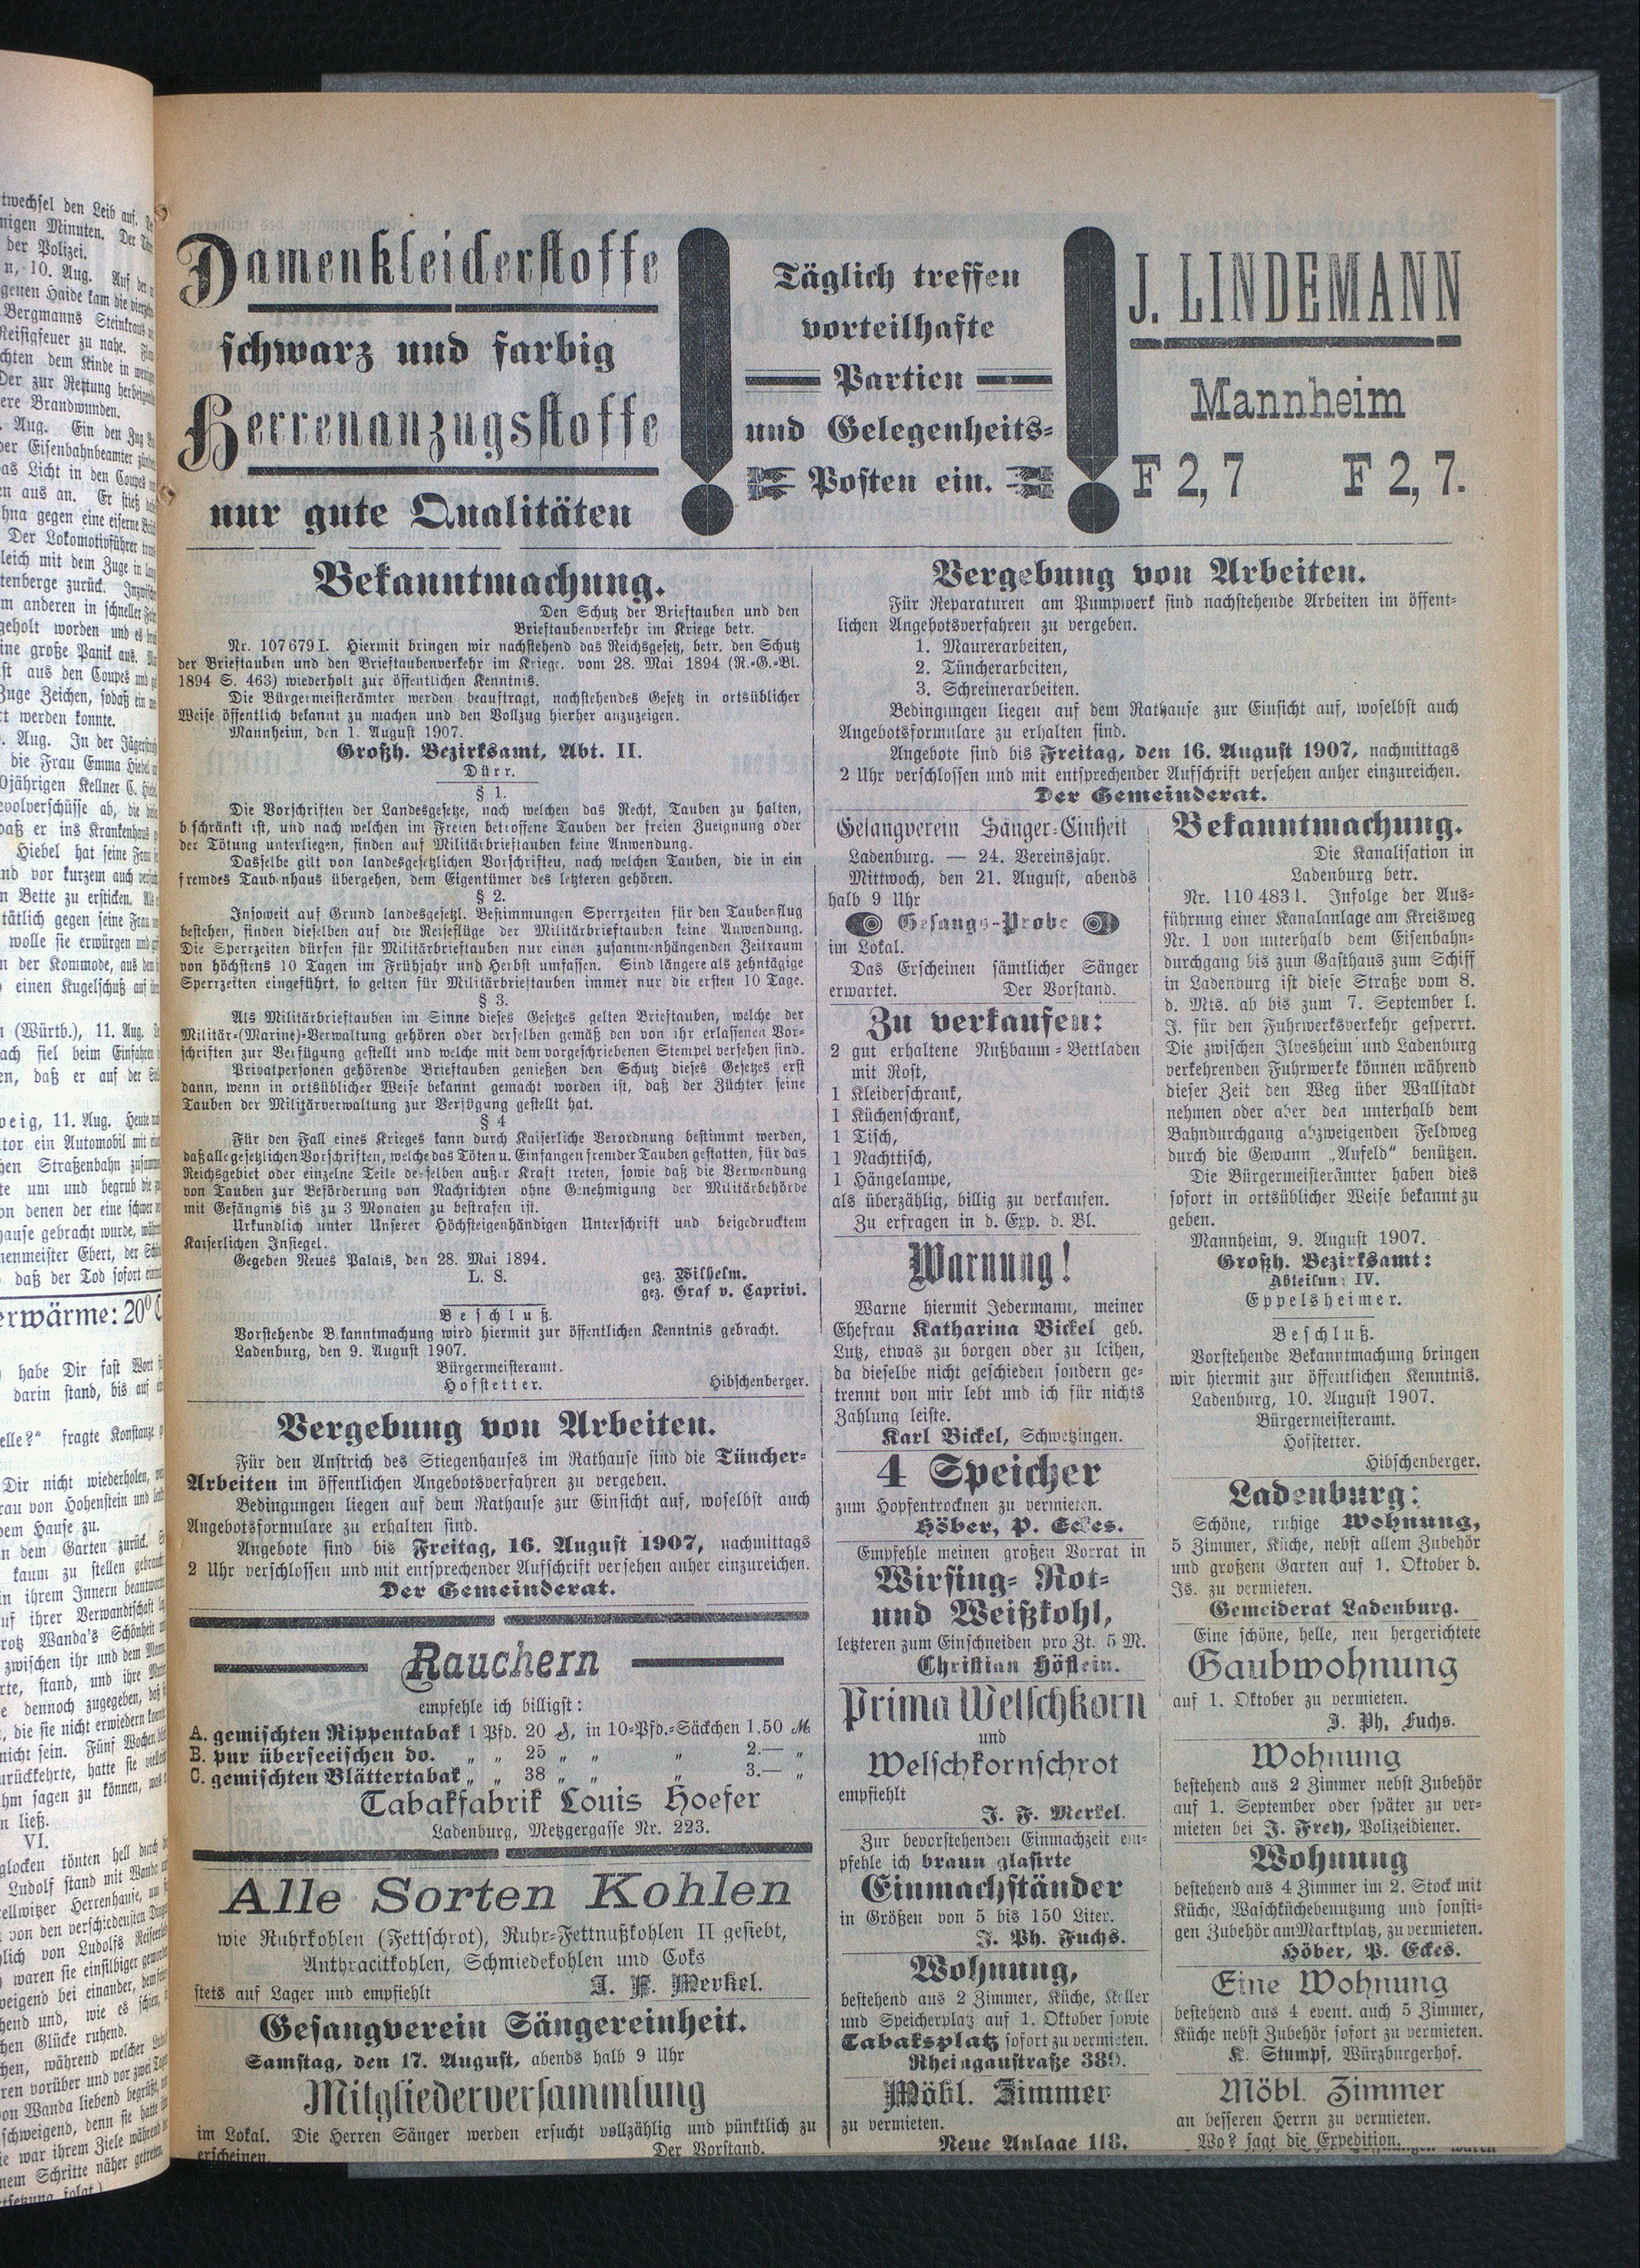 Damenkleiderstoffe
schwarz und farbig
Herrenanzugsstoffe
nur gute Qualitäten
Täglich treffen
vorteilhafte
Partien
und Gelegenheits-
Posten ein.
J. LINDEMANN
Mannheim
F 2, 7 F 2, 7.
Bekanntmachung.
Den Schutz der Brieftauben und den
Brieftaubenverkehr im Kriege betr.
Nr. 107679 I. Hiermit bringen wir nachstehend das Reichsgesetz, betr. den Schutz
der Brieftauben und den Brieftaubenverkehr im Kriege, vom 28. Mai 1894 (R.-G.-Bl.
1894 S. 463) wiederholt zur öffentlichen Kenntnis.
Die Bürgermeisterämter werden beauftragt, nachstehendes Gesetz in ortsüblicher
Weise öffentlich bekannt zu machen und den Vollzug hierher anzuzeigen.
Mannheim, den 1. August 1907.
Großh. Bezirksamt, Abt. II.
Dürr.
§ 1.
Die Vorschriften der Landesgesetze, nach welchen das Recht, Tauben zu halten,
b schränkt ist, und nach welchen im Freien betroffene Tauben der freien Zueignung oder
der Tötung unterliegen, finden auf Militärbrieftauben keine Anwendung.
Dasselbe gilt von landesgesetzlichen Vorschriften, nach welchen Tauben, die in ein
fremdes Taubenhaus übergehen, dem Eigentümer des letzteren gehören.
§ 2.
Insoweit auf Grund landesgesetzl. Bestimmungen Sperrzeiten für den Taubenflug
bestehen, finden dieselben auf die Reiseflüge der Militärbrieftauben keine Anwendung.
Die Sperrzeiten dürfen für Militärbrieftauben nur einen zusammenhängenden Zeitraum
von höchstens 10 Tagen im Frühjahr und Herbst umfassen. Sind längere als zehntägige
Sperrzeiten eingeführt, so gelten für Militärbrieftauben immer nur die ersten 10 Tage.
§ 3.
Als Militärbrieftauben im Sinne dieses Gesetzes gelten Brieftauben, welche der
Militär-(Marine)-Verwaltung gehören oder derselben gemäß den von ihr erlassenen Vor-
schriften zur Verfügung gestellt und welche mit dem vorgeschriebenen Stempel versehen sind.
Privatpersonen gehörende Brieftauben genießen den Schutz dieses Gesetzes erst
dann, wenn in ortsüblicher Weise bekannt gemacht worden ist, daß der Züchter seine
Tauben der Militärverwaltung zur Verfügung gestellt hat.
§ 4
Für den Fall eines Krieges kann durch Kaiserliche Verordnung bestimmt werden,
daß alle gesetzlichen Vorschriften, welche das Töten u. Einfangen fremder Tauben gestatten, für das
Reichsgebiet oder einzelne Teile desselben außer Kraft treten, sowie daß die Verwendung
von Tauben zur Beförderung von Nachrichten ohne Genehmigung der Militärbehörde
mit Gefängnis bis zu 3 Monaten zu bestrafen ist.
Urkundlich unter Unserer Höchsteigenhändigen Unterschrift und beigedrucktem
Kaiserlichen Insiegel.
Gegeben Neues Palais, den 28. Mai 1894.
L. S. gez. Wilhelm.
gez. Graf v. Caprivi.
Beschluß.
Vorstehende Bekanntmachung wird hiermit zur öffentlichen Kenntnis gebracht.
Ladenburg, den 9. August 1907.
Bürgermeisteramt.
Hofstetter. Hibschenberger.
Vergebung von Arbeiten.
Für den Anstrich des Stiegenhauses im Rathause sind die Tüncher-
Arbeiten im öffentlichen Angebotsverfahren zu vergeben.
Bedingungen liegen auf dem Rathause zur Einsicht auf, woselbst auch
Angebotsformulare zu erhalten sind.
Angebote sind bis Freitag, 16. August 1907, nachmittags
2 Uhr verschlossen und mit entsprechender Aufschrift versehen anher einzureichen.
Der Gemeinderat.
Rauchern
empfehle ich billigst:
A. gemischten Rippentabak 1 Pfd. 20 ₰, in 10-Pfd.-Säckchen 1.50 ℳ
B. pur überseeischen do. „ „ 25 „ „ „ 2.— „
C. gemischten Blättertabak „ „ 38 „ „ „ 3.— „
Tabakfabrik Louis Hoefer
Ladenburg, Metzgergasse Nr. 223.
Alle Sorten Kohlen
wie Ruhrkohlen (Fettschrot), Ruhr-Fettnußkohlen II gesiebt,
Anthracitkohlen, Schmiedekohlen und Coks
stets auf Lager und empfiehlt J. F. Merkel.
Gesangverein Sängereinheit.
Samstag, den 17. August, abends halb 9 Uhr
Mitgliederversammlung
im Lokal. Die Herren Sänger werden ersucht vollzählig und pünktlich zu
erscheinen. Der Vorstand.
Vergebung von Arbeiten.
Für Reparaturen am Pumpwerk sind nachstehende Arbeiten im öffent-
lichen Angebotsverfahren zu vergeben.
1. Maurerarbeiten,
2. Tüncherarbeiten,
3. Schreinerarbeiten.
Bedingungen liegen auf dem Rathause zur Einsicht auf, woselbst auch
Angebotsformulare zu erhalten sind.
Angebote sind bis Freitag, den 16. August 1907, nachmittags
2 Uhr verschlossen und mit entsprechender Aufschrift versehen anher einzureichen.
Der Gemeinderat.
Gesangverein Sänger-Einheit
Ladenburg. — 24. Vereinsjahr.
Mittwoch, den 21. August, abends
halb 9 Uhr
Gesangs-Probe
im Lokal.
Das Erscheinen sämtlicher Sänger
erwartet. Der Vorstand.
Zu verkaufen:
2 gut erhaltene Nußbaum-Bettladen
mit Rost,
1 Kleiderschrank,
1 Küchenschrank,
1 Tisch,
1 Nachttisch,
1 Hängelampe,
als überzählig, billig zu verkaufen.
Zu erfragen in d. Exp. d. Bl.
Warnung!
Warne hiermit Jedermann, meiner
Ehefrau Katharina Bickel geb.
Lutz, etwas zu borgen oder zu leihen,
da dieselbe nicht geschieden sondern ge-
trennt von mir lebt und ich für nichts
Zahlung leiste.
Karl Bickel, Schwetzingen.
4 Speicher
zum Hopfentrocknen zu vermieten.
Höber, P. Eckes.
Empfehle meinen großen Vorrat in
Wirsing- Rot-
und Weißkohl,
letzteren zum Einschneiden pro Zt. 5 M.
Christian Höflein.
Prima Welschkorn
und
Welschkornschrot
empfiehlt
J. F. Merkel.
Zur bevorstehenden Einmachzeit em-
pfehle ich braun glasirte
Einmachständer
in Größen von 5 bis 150 Liter.
J. Ph. Fuchs.
Wohnung,
bestehend aus 2 Zimmer, Küche, Keller
und Speicherplatz auf 1. Oktober sowie
Tabaksplatz sofort zu vermieten.
Rheingaustraße 389.
Möbl. Zimmer
zu vermieten.
Neue Anlage 118.
Bekanntmachung.
Die Kanalisation in
Ladenburg betr.
Nr. 110483 I. Infolge der Aus-
führnng einer Kanalanlage am Kreisweg
Nr. 1 von unterhalb dem Eisenbahn-
durchgang bis zum Gasthaus zum Schiff
in Ladenburg ist diese Straße vom 8.
d. Mts. ab bis zum 7. September l.
J. für den Fuhrwerksverkehr gesperrt.
Die zwischen Ilvesheim und Ladenburg
verkehrenden Fuhrwerke können während
dieser Zeit den Weg über Wallstadt
nehmen oder aber den unterhalb dem
Bahndurchgang abzweigenden Feldweg
durch die Gewann „Aufeld“ benützen.
Die Bürgermeisterämter haben dies
sofort in ortsüblicher Weise bekannt zu
geben.
Mannheim, 9. August 1907.
Großh. Bezirksamt:
Abteilung IV.
Eppelsheimer.
Beschluß.
Vorstehende Bekanntmachung bringen
wir hiermit zur öffentlichen Kenntnis.
Ladenburg, 10. August 1907.
Bürgermeisteramt.
Hofstetter.
Hibschenberger.
Ladenburg:
Schöne, ruhige Wohnung,
5 Zimmer, Küche, nebst allem Zubehör
und großem Garten auf 1. Oktober d.
Js. zu vermieten.
Gemeiderat Ladenburg.
Eine schöne, helle, neu hergerichtete
Gaubwohnung
auf 1. Oktober zu vermieten.
J. Ph. Fuchs.
Wohnung
bestehend aus 2 Zimmer nebst Zubehör
auf 1. September oder später zu ver-
mieten bei J. Frey, Polizeidiener.
Wohnung
bestehend aus 4 Zimmer im 2. Stock mit
Küche, Waschküchebenutzung und sonsti-
gen Zubehör am Marktplatz, zu vermieten.
Höber, P. Eckes.
Eine Wohnung
bestehend aus 4 event. auch 5 Zimmer,
Küche nebst Zubehör sofort zu vermieten.
K. Stumpf, Würzburgerhof.
Möbl. Zimmer
an besseren Herrn zu vermieten.
Wo? sagt die Expedition.